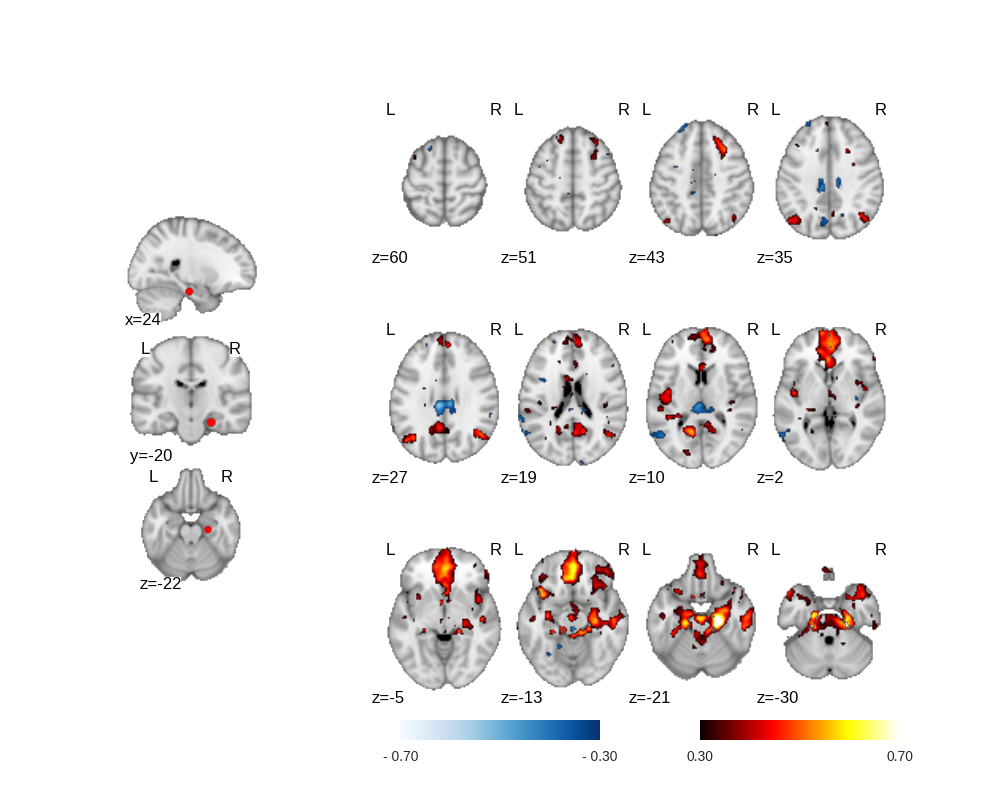 L R L R L R L R
z=60 z=51 z=43 z=35
x=24
L R L R L R L R
L R
z=27 z=19 z=10 z=2
y=-20
L R
L R L R L R L R
z=-22
z=-5 z=-13 z=-21 z=-30
- 0.70 - 0.30 0.30 0.70